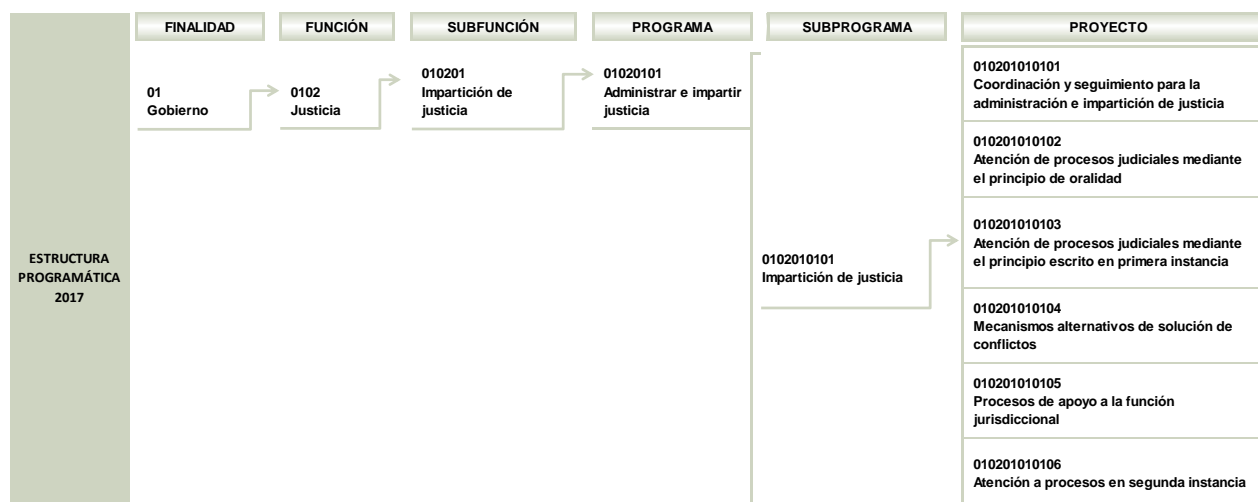 FINALIDAD
FUNCIÓN
SUBFUNCIÓN
PROGRAMA
SUBPROGRAMA
PROYECTO
ESTRUCTURA
PROGRAMÁTICA
2017
01
Gobierno
0102
Justicia
010201
Impartición de
justicia
01020101
Administrar e impartir
justicia
0102010101
Impartición de justicia
010201010101
Coordinación y seguimiento para la
administración e impartición de justicia
010201010102
Atención de procesos judiciales mediante
el principio de oralidad
010201010103
Atención de procesos judiciales mediante
el principio escrito en primera instancia
010201010104
Mecanismos alternativos de solución de
conflictos
010201010105
Procesos de apoyo a la función
jurisdiccional
010201010106
Atención a procesos en segunda instancia